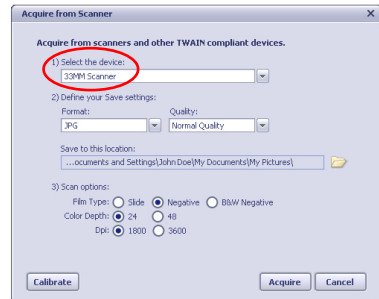 Acquire from Scanner X
Acquire from scanners and other TWAIN compliant devices.
1) Select the device:
33MM Scanner
2) Define your Save settings:
Format: Quality:
JPG Normal Quality
Save to this location:
...ocuments and Settings\John Doe\My Documents\My Pictures\
3) Scan options:
Film Type: Slide Negative B&W Negative
Color Depth: 24 48
Dpi: 1800 3600
Calibrate Acquire Cancel